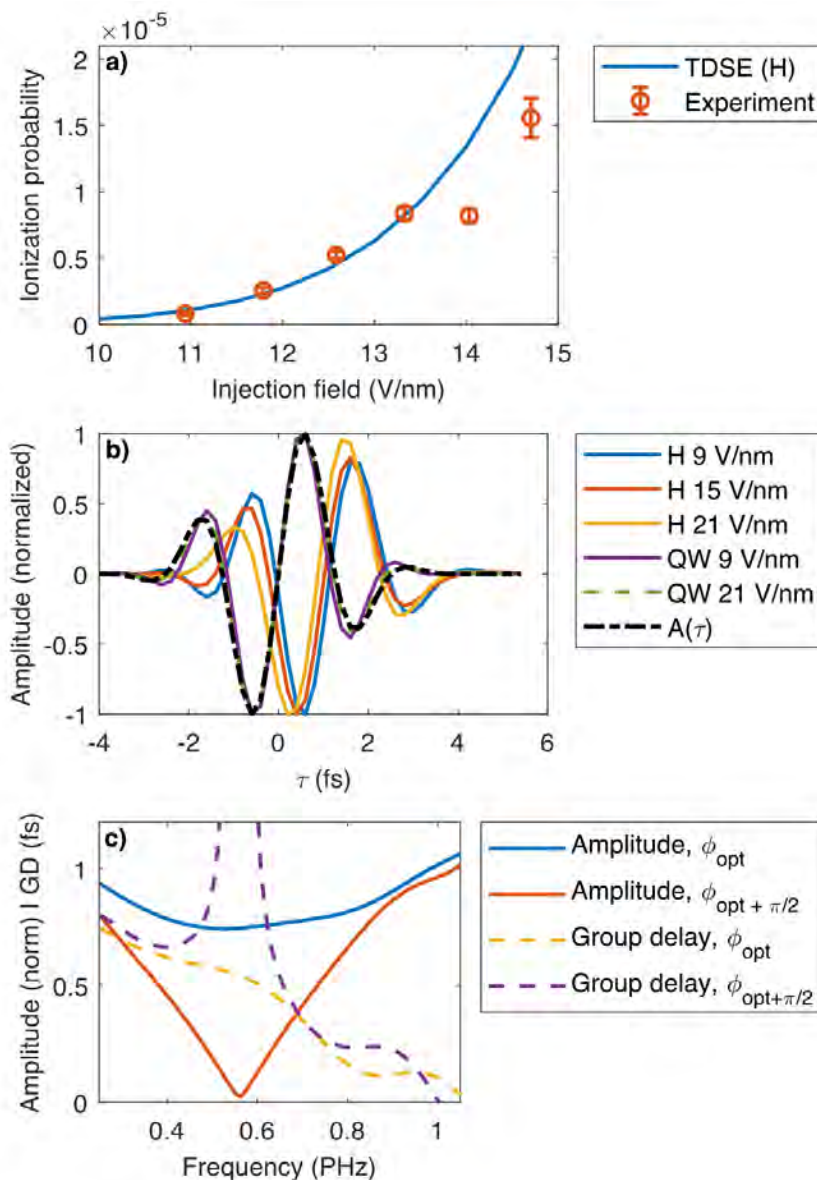 ×10⁻⁵
a)
2
1.5
1
0.5
0
Ionization probability
10 11 12 13 14 15
Injection field (V/nm)
TDSE (H)
Experiment
b)
1
0.5
0
-0.5
-1
Amplitude (normalized)
-4 -2 0 2 4 6
τ (fs)
H 9 V/nm
H 15 V/nm
H 21 V/nm
QW 9 V/nm
QW 21 V/nm
A(τ)
c)
1
0.5
0
Amplitude (norm) I GD (fs)
0.4 0.6 0.8 1
Frequency (PHz)
Amplitude, ϕopt
Amplitude, ϕopt + π/2
Group delay, ϕopt
Group delay, ϕopt+π/2